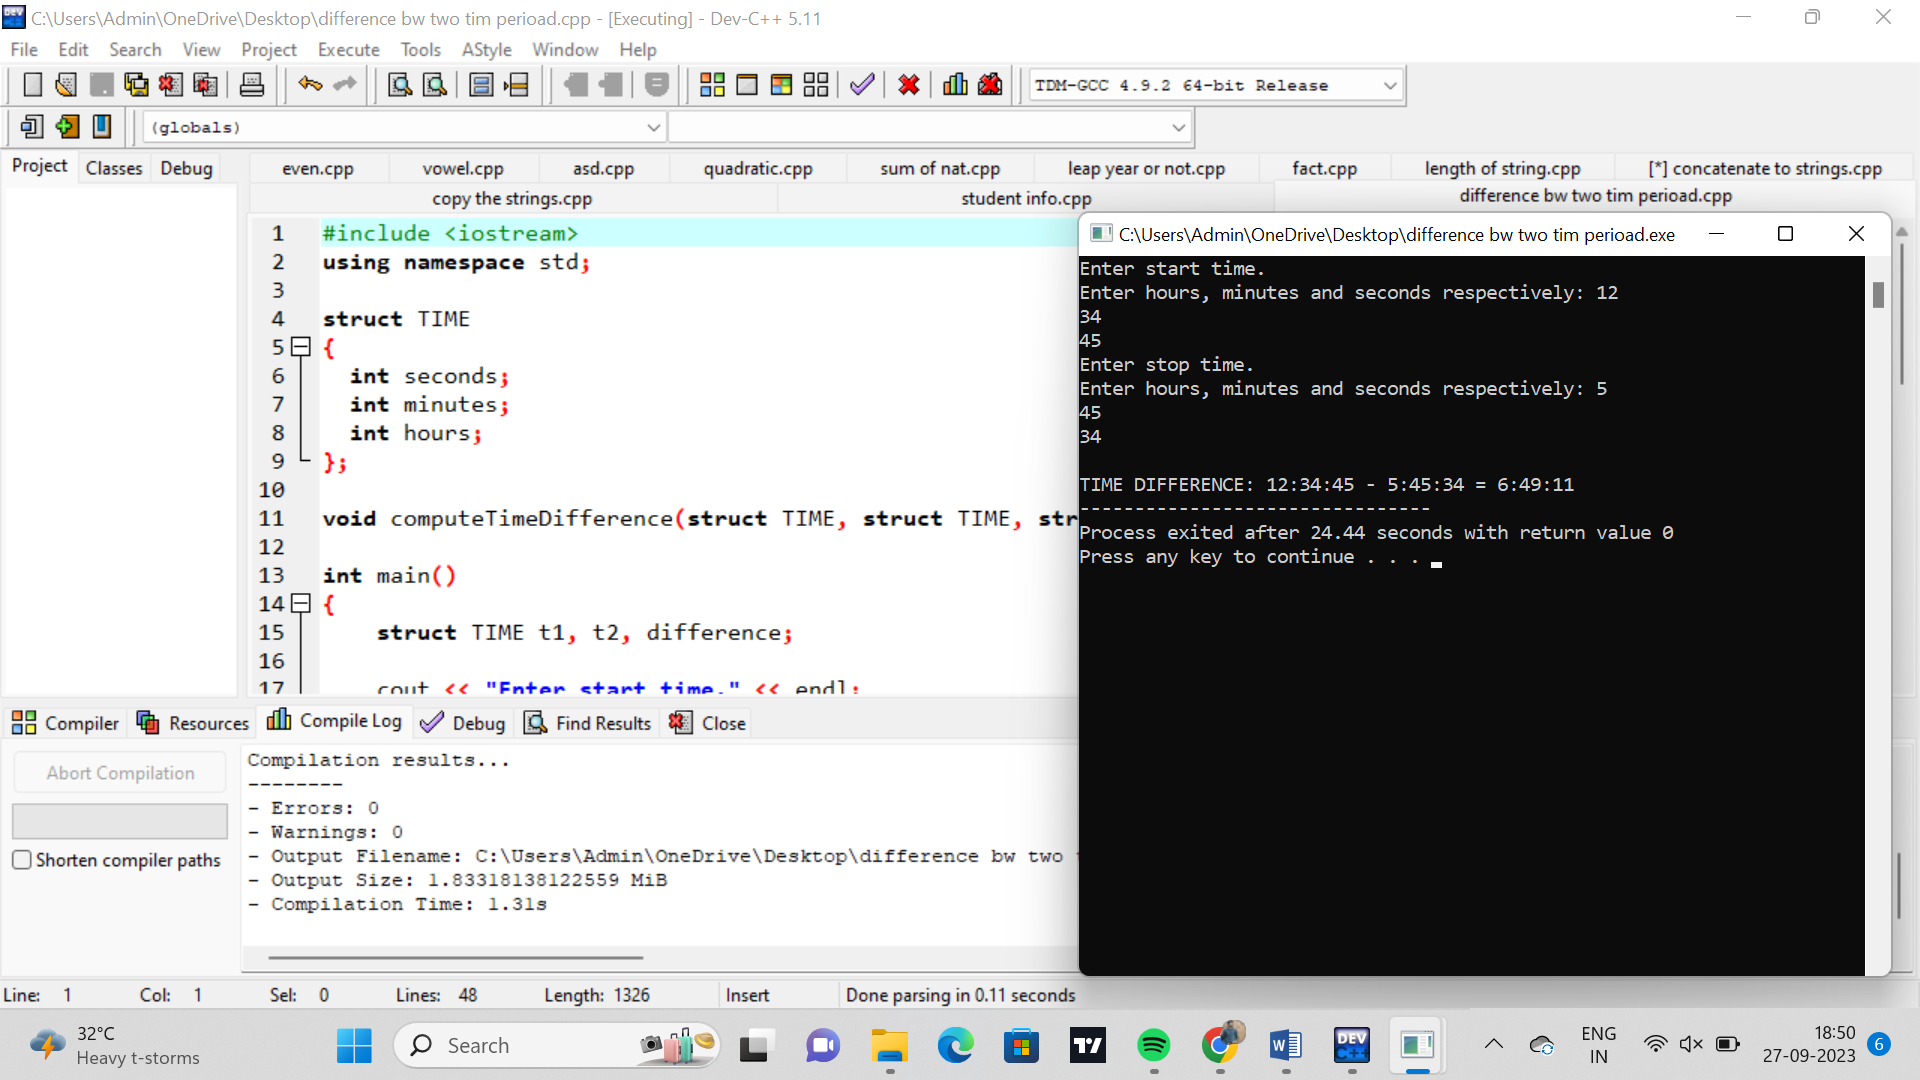 C:\Users\Admin\OneDrive\Desktop\difference bw two tim perioad.cpp - [Executing] - Dev-C++ 5.11
File Edit Search View Project Execute Tools AStyle Window Help
TDM-GCC 4.9.2 64-bit Release
(globals)
Project Classes Debug
even.cpp vowel.cpp asd.cpp quadratic.cpp sum of nat.cpp leap year or not.cpp fact.cpp length of string.cpp [*] concatenate to strings.cpp
copy the strings.cpp student info.cpp difference bw two tim perioad.cpp
1 #include <iostream>
2 using namespace std;
3
4 struct TIME
5 {
6 int seconds;
7 int minutes;
8 int hours;
9 };
10
11 void computeTimeDifference(struct TIME, struct TIME, str
12
13 int main()
14 {
15 struct TIME t1, t2, difference;
16
17 cout << "Enter start time." << endl;
C:\Users\Admin\OneDrive\Desktop\difference bw two tim perioad.exe
Enter start time.
Enter hours, minutes and seconds respectively: 12
34
45
Enter stop time.
Enter hours, minutes and seconds respectively: 5
45
34
TIME DIFFERENCE: 12:34:45 - 5:45:34 = 6:49:11
--------------------------------
Process exited after 24.44 seconds with return value 0
Press any key to continue . . .
Compiler Resources Compile Log Debug Find Results Close
Abort Compilation
Shorten compiler paths
Compilation results...
--------
- Errors: 0
- Warnings: 0
- Output Filename: C:\Users\Admin\OneDrive\Desktop\difference bw two
- Output Size: 1.83318138122559 MiB
- Compilation Time: 1.31s
Line: 1 Col: 1 Sel: 0 Lines: 48 Length: 1326 Insert Done parsing in 0.11 seconds
32°C
Heavy t-storms
Search
DEV
C++
ENG
IN
18:50
27-09-2023
6